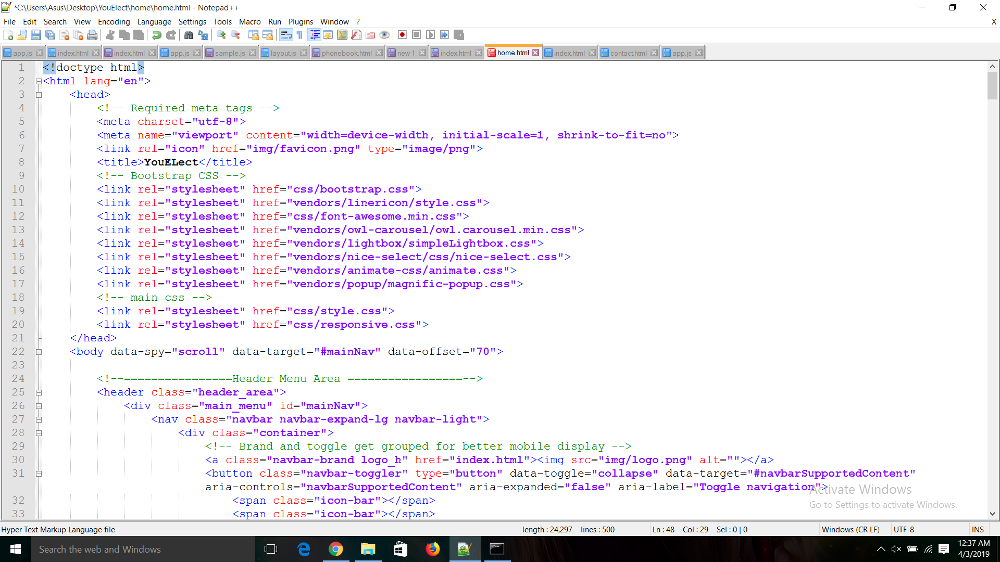 *C:\Users\Asus\Desktop\YouElect\home\home.html - Notepad++
File Edit Search View Encoding Language Settings Tools Macro Run Plugins Window ? X
app.js index.html index.html app.js sample.js layout.js phonebook.html new 1 index.html home.html index.html contact.html app.js
1 <!doctype html>
2 <html lang="en">
3 <head>
4 <!-- Required meta tags -->
5 <meta charset="utf-8">
6 <meta name="viewport" content="width=device-width, initial-scale=1, shrink-to-fit=no">
7 <link rel="icon" href="img/favicon.png" type="image/png">
8 <title>YouELect</title>
9 <!-- Bootstrap CSS -->
10 <link rel="stylesheet" href="css/bootstrap.css">
11 <link rel="stylesheet" href="vendors/linericon/style.css">
12 <link rel="stylesheet" href="css/font-awesome.min.css">
13 <link rel="stylesheet" href="vendors/owl-carousel/owl.carousel.min.css">
14 <link rel="stylesheet" href="vendors/lightbox/simpleLightbox.css">
15 <link rel="stylesheet" href="vendors/nice-select/css/nice-select.css">
16 <link rel="stylesheet" href="vendors/animate-css/animate.css">
17 <link rel="stylesheet" href="vendors/popup/magnific-popup.css">
18 <!-- main css -->
19 <link rel="stylesheet" href="css/style.css">
20 <link rel="stylesheet" href="css/responsive.css">
21 </head>
22 <body data-spy="scroll" data-target="#mainNav" data-offset="70">
23
24 <!--================Header Menu Area =================-->
25 <header class="header_area">
26 <div class="main_menu" id="mainNav">
27 <nav class="navbar navbar-expand-lg navbar-light">
28 <div class="container">
29 <!-- Brand and toggle get grouped for better mobile display -->
30 <a class="navbar-brand logo_h" href="index.html"><img src="img/logo.png" alt=""></a>
31 <button class="navbar-toggler" type="button" data-toggle="collapse" data-target="#navbarSupportedContent"
aria-controls="navbarSupportedContent" aria-expanded="false" aria-label="Toggle navigation">
Activate Windows
Go to Settings to activate Windows.
32 <span class="icon-bar"></span>
33 <span class="icon-bar"></span>
Hyper Text Markup Language file length : 24,297 lines : 500 Ln : 48 Col : 29 Sel : 0 | 0 Windows (CR LF) UTF-8 INS
Search the web and Windows
12:37 AM
4/3/2019